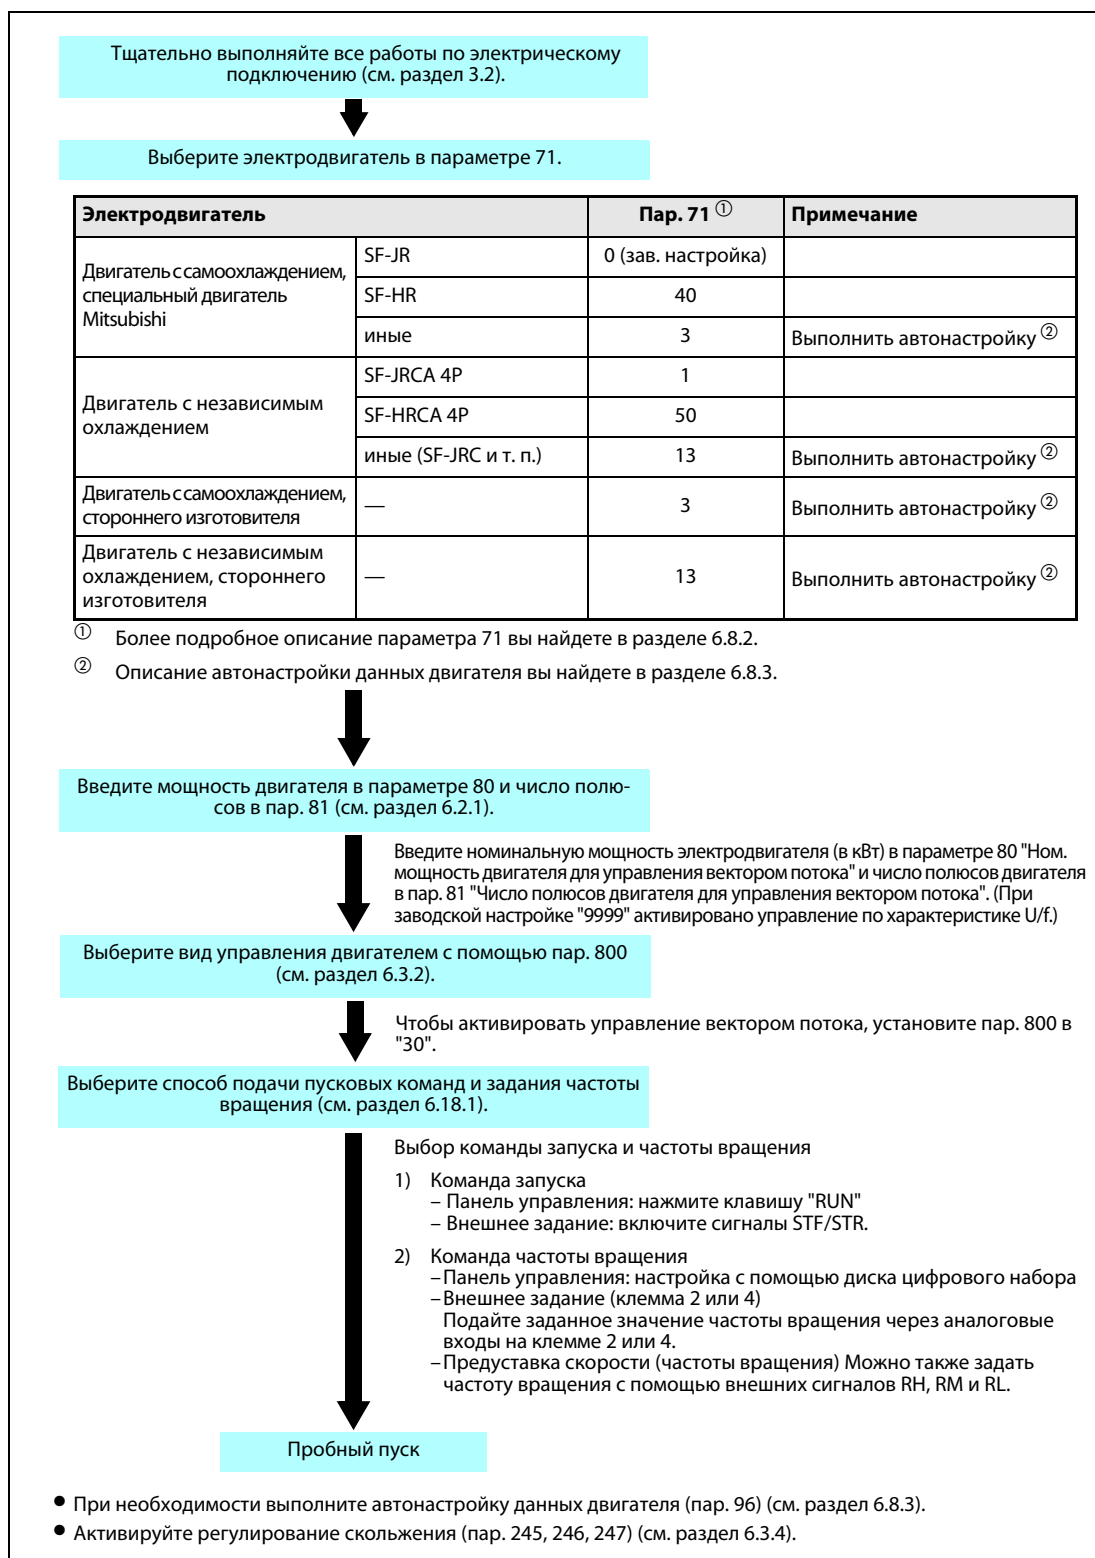 Тщательно выполняйте все работы по электрическому
подключению (см. раздел 3.2).
Выберите электродвигатель в параметре 71.
Электродвигатель Пар. 71 ① Примечание
Двигатель с самоохлаждением,
специальный двигатель
Mitsubishi
SF-JR 0 (зав. настройка)
SF-HR 40
иные 3 Выполнить автонастройку ②
Двигатель с независимым
охлаждением
SF-JRCA 4P 1
SF-HRCA 4P 50
иные (SF-JRC и т. п.) 13 Выполнить автонастройку ②
Двигатель с самоохлаждением,
стороннего изготовителя
— 3 Выполнить автонастройку ②
Двигатель с независимым
охлаждением, стороннего
изготовителя
— 13 Выполнить автонастройку ②
① Более подробное описание параметра 71 вы найдете в разделе 6.8.2.
② Описание автонастройки данных двигателя вы найдете в разделе 6.8.3.
Введите мощность двигателя в параметре 80 и число полю-
сов в пар. 81 (см. раздел 6.2.1).
Введите номинальную мощность электродвигателя (в кВт) в параметре 80 "Ном.
мощность двигателя для управления вектором потока" и число полюсов двигателя
в пар. 81 "Число полюсов двигателя для управления вектором потока". (При
заводской настройке "9999" активировано управление по характеристике U/f.)
Выберите вид управления двигателем с помощью пар. 800
(см. раздел 6.3.2).
Чтобы активировать управление вектором потока, установите пар. 800 в
"30".
Выберите способ подачи пусковых команд и задания частоты
вращения (см. раздел 6.18.1).
Выбор команды запуска и частоты вращения
1) Команда запуска
– Панель управления: нажмите клавишу "RUN"
– Внешнее задание: включите сигналы STF/STR.
2) Команда частоты вращения
– Панель управления: настройка с помощью диска цифрового набора
– Внешнее задание (клемма 2 или 4)
Подайте заданное значение частоты вращения через аналоговые
входы на клемме 2 или 4.
– Предуставка скорости (частоты вращения) Можно также задать
частоту вращения с помощью внешних сигналов RH, RM и RL.
Пробный пуск
● При необходимости выполните автонастройку данных двигателя (пар. 96) (см. раздел 6.8.3).
● Активируйте регулирование скольжения (пар. 245, 246, 247) (см. раздел 6.3.4).